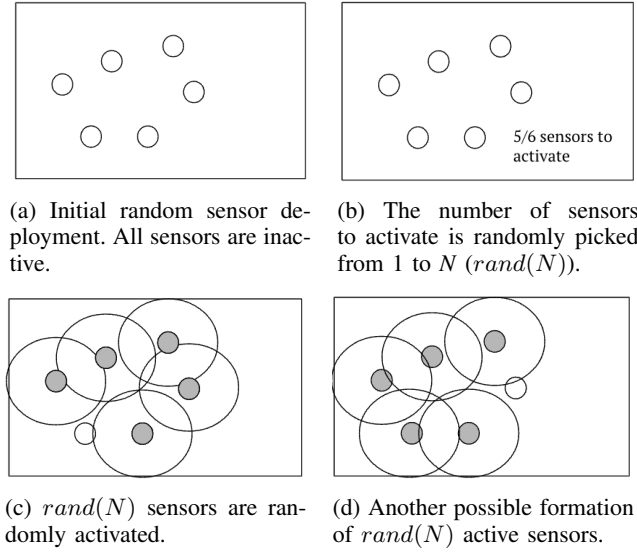 5/6 sensors to
activate
(a) Initial random sensor de-
ployment. All sensors are inac-
tive.
(b) The number of sensors
to activate is randomly picked
from 1 to N (rand(N)).
(c) rand(N) sensors are ran-
domly activated.
(d) Another possible formation
of rand(N) active sensors.